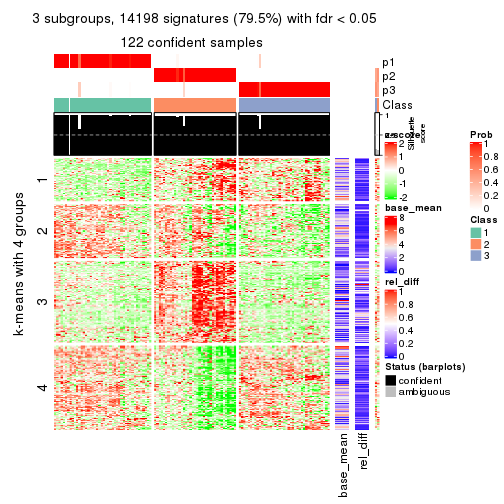 3 subgroups, 14198 signatures (79.5%) with fdr < 0.05
122 confident samples
p1
p2
p3
Class
1
Silhouette
score
z-score
2
1
0
-1
-2
Prob
1
0.8
0.6
0.4
0.2
0
base_mean
8
6
4
2
0
Class
1
2
3
rel_diff
1
0.8
0.6
0.4
0.2
0
Status (barplots)
confident
ambiguous
k-means with 4 groups
1
2
3
4
base_mean
rel_diff